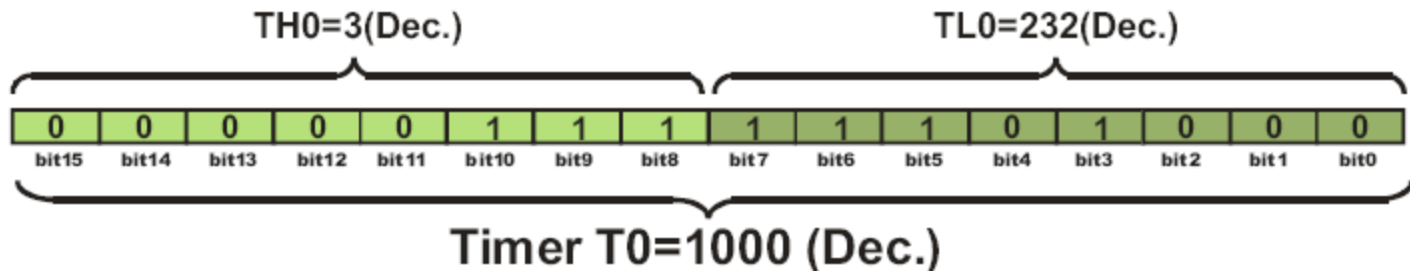 TH0=3(Dec.) TL0=232(Dec.)
0 0 0 0 0 1 1 1 1 1 1 0 1 0 0 0
bit15 bit14 bit13 bit12 bit11 bit10 bit9 bit8 bit7 bit6 bit5 bit4 bit3 bit2 bit1 bit0
Timer T0=1000 (Dec.)